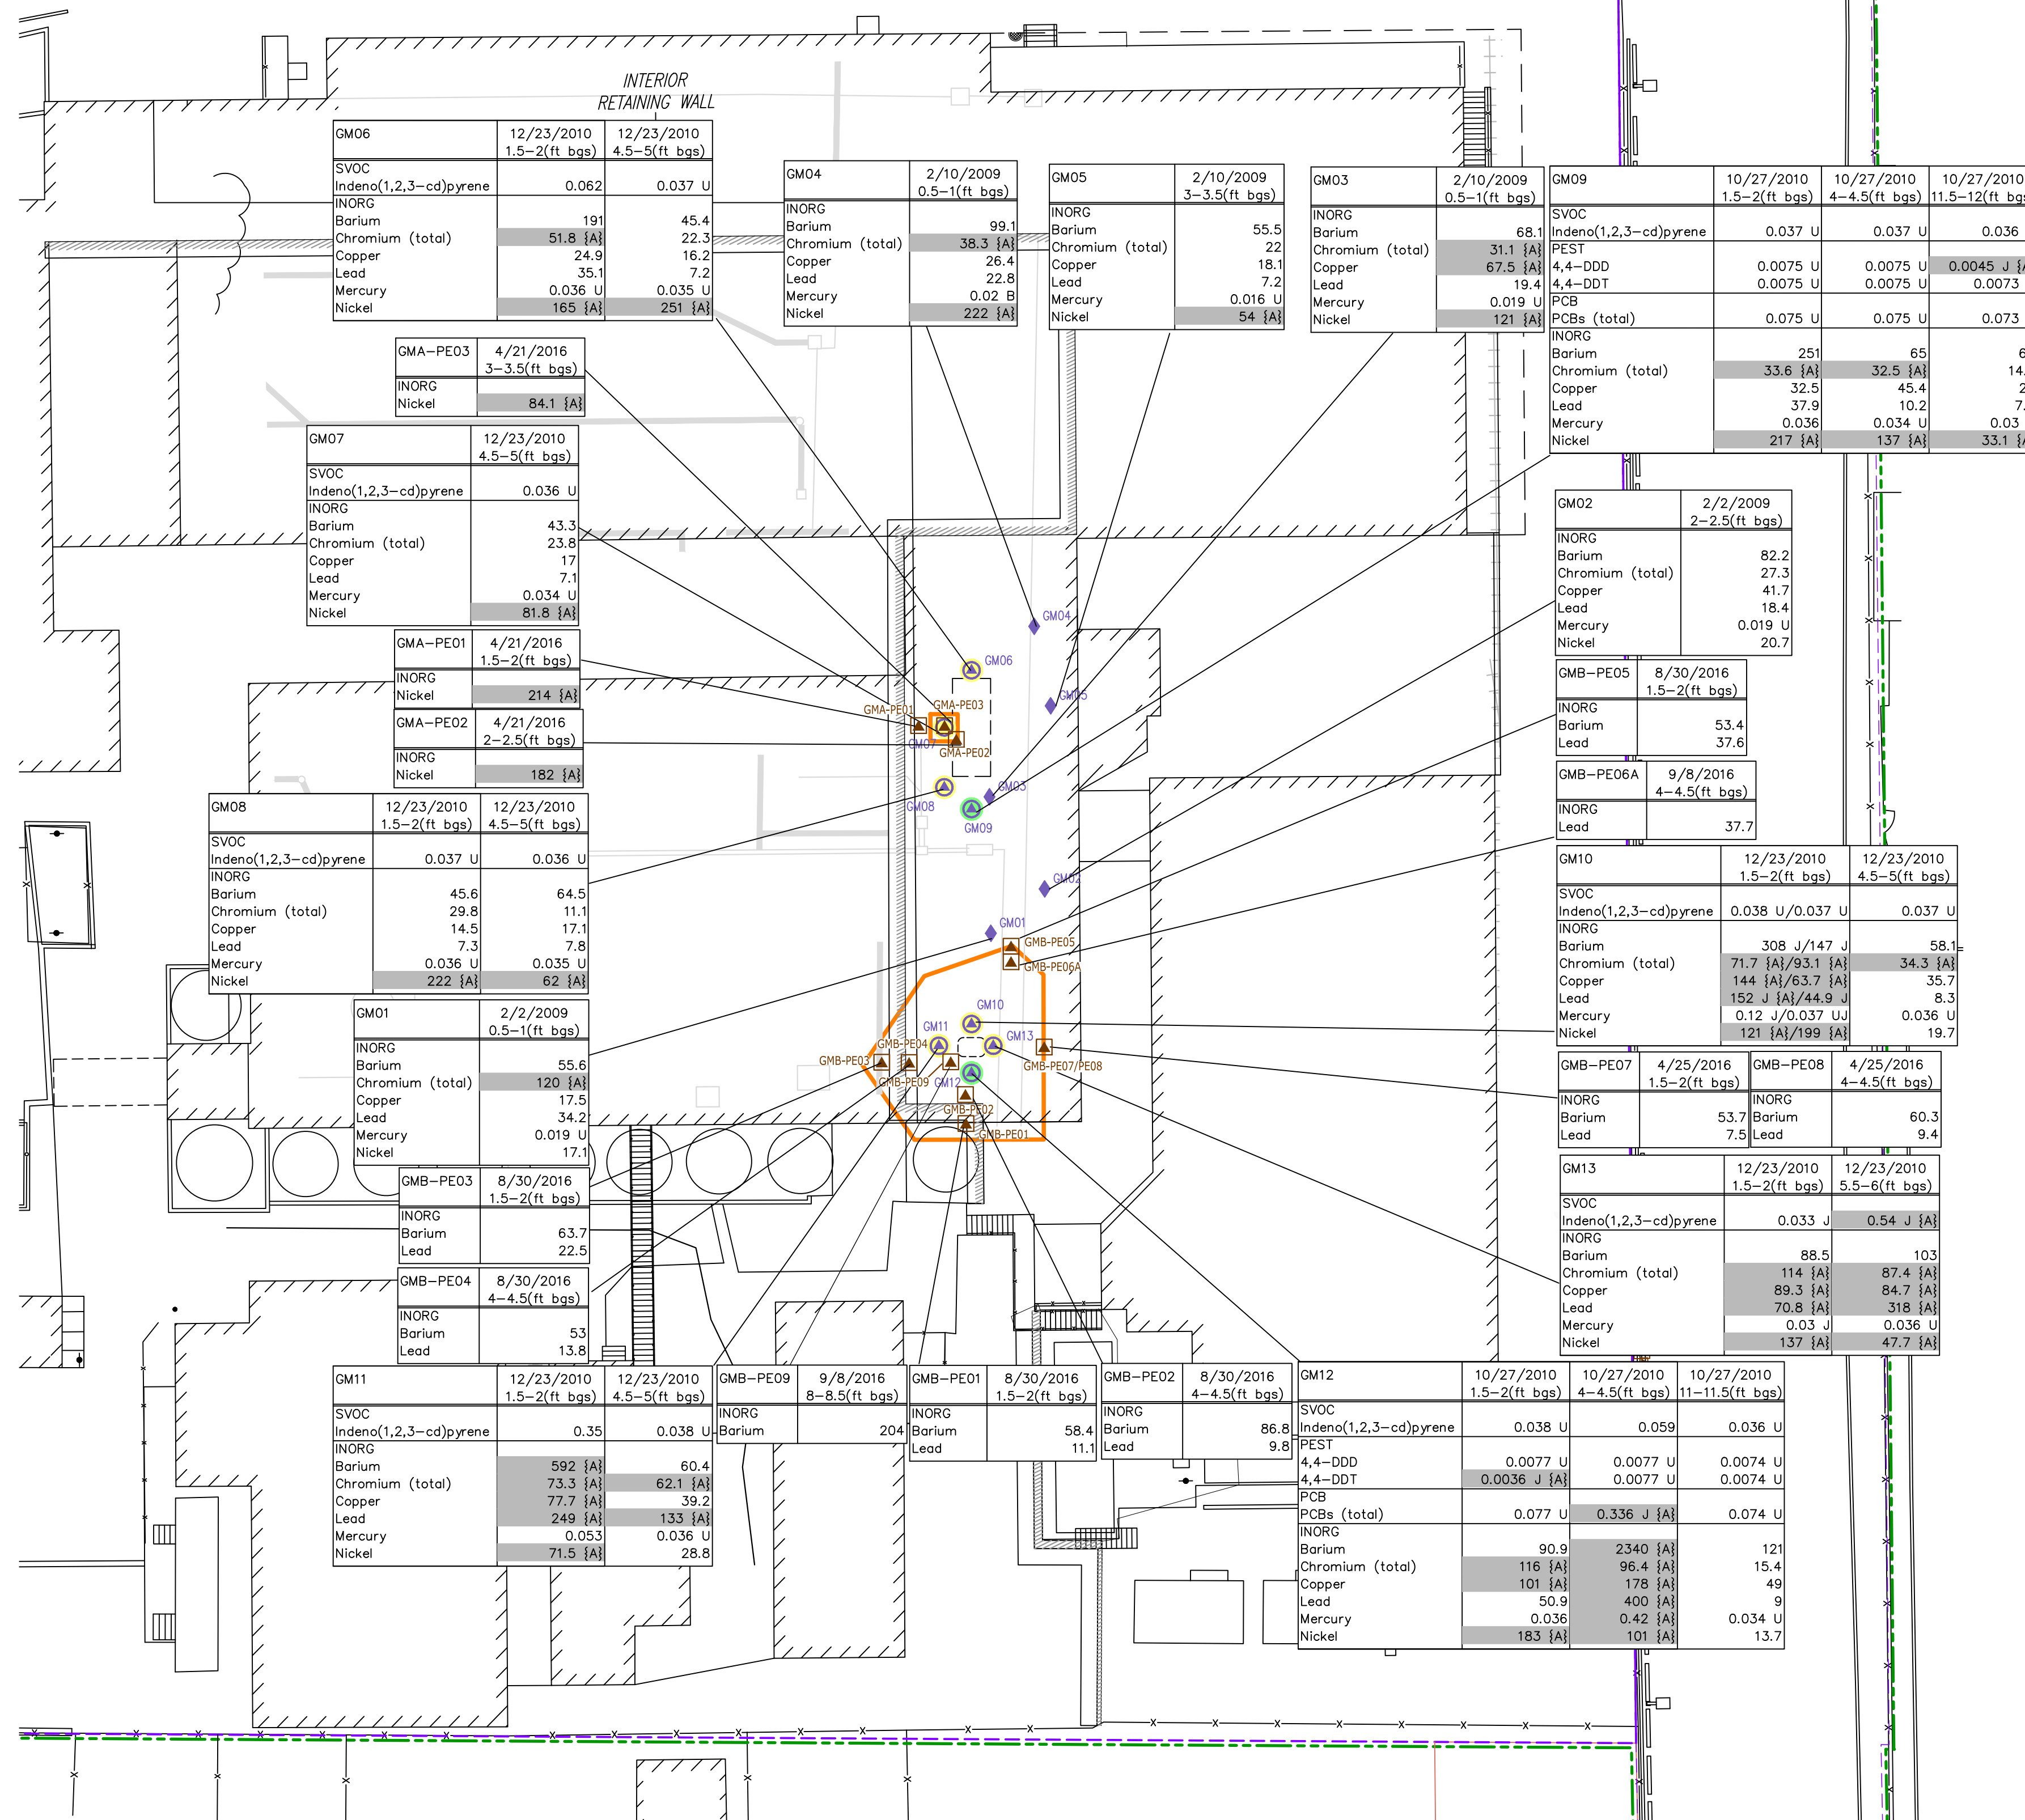 INTERIOR
RETAINING WALL
GM06 12/23/2010 12/23/2010
1.5-2(ft bgs) 4.5-5(ft bgs)
SVOC
Indeno(1,2,3-cd)pyrene 0.062 0.037 U
INORG
Barium 191 45.4
Chromium (total) 51.8 {A} 22.3
Copper 24.9 16.2
Lead 35.1 7.2
Mercury 0.036 U 0.035 U
Nickel 165 {A} 251 {A}
GM04 2/10/2009
0.5-1(ft bgs)
INORG
Barium 99.1
Chromium (total) 38.3 {A}
Copper 26.4
Lead 22.8
Mercury 0.02 B
Nickel 222 {A}
GM05 2/10/2009
3-3.5(ft bgs)
INORG
Barium 55.5
Chromium (total) 22
Copper 18.1
Lead 7.2
Mercury 0.016 U
Nickel 54 {A}
GM03 2/10/2009
0.5-1(ft bgs)
INORG
Barium 68.1
Chromium (total) 31.1 {A}
Copper 67.5 {A}
Lead 19.4
Mercury 0.019 U
Nickel 121 {A}
GM09 10/27/2010 10/27/2010 10/27/2010
1.5-2(ft bgs) 4-4.5(ft bgs) 11.5-12(ft bgs
SVOC
Indeno(1,2,3-cd)pyrene 0.037 U 0.037 U 0.036
PEST
4,4-DDD 0.0075 U 0.0075 U 0.0045 J {A
4,4-DDT 0.0075 U 0.0075 U 0.0073
PCB
PCBs (total) 0.075 U 0.075 U 0.073
INORG
Barium 251 65 6
Chromium (total) 33.6 {A} 32.5 {A} 14.
Copper 32.5 45.4 2
Lead 37.9 10.2 7.
Mercury 0.036 0.034 U 0.03
Nickel 217 {A} 137 {A} 33.1 {A
GMA-PE03 4/21/2016
3-3.5(ft bgs)
INORG
Nickel 84.1 {A}
GM07 12/23/2010
4.5-5(ft bgs)
SVOC
Indeno(1,2,3-cd)pyrene 0.036 U
INORG
Barium 43.3
Chromium (total) 23.8
Copper 17
Lead 7.1
Mercury 0.034 U
Nickel 81.8 {A}
GM02 2/2/2009
2-2.5(ft bgs)
INORG
Barium 82.2
Chromium (total) 27.3
Copper 41.7
Lead 18.4
Mercury 0.019 U
Nickel 20.7
GMA-PE01 4/21/2016
1.5-2(ft bgs)
INORG
Nickel 214 {A}
GMA-PE02 4/21/2016
2-2.5(ft bgs)
INORG
Nickel 182 {A}
GMB-PE05 8/30/2016
1.5-2(ft bgs)
INORG
Barium 53.4
Lead 37.6
GMB-PE06A 9/8/2016
4-4.5(ft bgs)
INORG
Lead 37.7
GM04
GM06
GM05
GMA-PE01
GMA-PE03
GM07
GMA-PE02
GM08
GM03
GM09
GM02
GM01
GMB-PE05
GMB-PE06A
GM10
GM11
GM13
GMB-PE04
GMB-PE03
GMB-PE09
GM12
GMB-PE07/PE08
GMB-PE02
GMB-PE01
GM08 12/23/2010 12/23/2010
1.5-2(ft bgs) 4.5-5(ft bgs)
SVOC
Indeno(1,2,3-cd)pyrene 0.037 U 0.036 U
INORG
Barium 45.6 64.5
Chromium (total) 29.8 11.1
Copper 14.5 17.1
Lead 7.3 7.8
Mercury 0.036 U 0.035 U
Nickel 222 {A} 62 {A}
GM10 12/23/2010 12/23/2010
1.5-2(ft bgs) 4.5-5(ft bgs)
SVOC
Indeno(1,2,3-cd)pyrene 0.038 U/0.037 U 0.037 U
INORG
Barium 308 J/147 J 58.1
Chromium (total) 71.7 {A}/93.1 {A} 34.3 {A}
Copper 144 {A}/63.7 {A} 35.7
Lead 152 J {A}/44.9 J 8.3
Mercury 0.12 J/0.037 UJ 0.036 U
Nickel 121 {A}/199 {A} 19.7
GM01 2/2/2009
0.5-1(ft bgs)
INORG
Barium 55.6
Chromium (total) 120 {A}
Copper 17.5
Lead 34.2
Mercury 0.019 U
Nickel 17.1
GMB-PE07 4/25/2016
1.5-2(ft bgs)
INORG
Barium 53.7
Lead 7.5
GMB-PE08 4/25/2016
4-4.5(ft bgs)
INORG
Barium 60.3
Lead 9.4
GMB-PE03 8/30/2016
1.5-2(ft bgs)
INORG
Barium 63.7
Lead 22.5
GM13 12/23/2010 12/23/2010
1.5-2(ft bgs) 5.5-6(ft bgs)
SVOC
Indeno(1,2,3-cd)pyrene 0.033 J 0.54 J {A}
INORG
Barium 88.5 103
Chromium (total) 114 {A} 87.4 {A}
Copper 89.3 {A} 84.7 {A}
Lead 70.8 {A} 318 {A}
Mercury 0.03 J 0.036 U
Nickel 137 {A} 47.7 {A}
GMB-PE04 8/30/2016
4-4.5(ft bgs)
INORG
Barium 53
Lead 13.8
GM11 12/23/2010 12/23/2010
1.5-2(ft bgs) 4.5-5(ft bgs)
SVOC
Indeno(1,2,3-cd)pyrene 0.35 0.038 U
INORG
Barium 592 {A} 60.4
Chromium (total) 73.3 {A} 62.1 {A}
Copper 77.7 {A} 39.2
Lead 249 {A} 133 {A}
Mercury 0.053 0.036 U
Nickel 71.5 {A} 28.8
GMB-PE09 9/8/2016
8-8.5(ft bgs)
INORG
Barium 204
GMB-PE01 8/30/2016
1.5-2(ft bgs)
INORG
Barium 58.4
Lead 11.1
GMB-PE02 8/30/2016
4-4.5(ft bgs)
INORG
Barium 86.8
Lead 9.8
GM12 10/27/2010 10/27/2010 10/27/2010
1.5-2(ft bgs) 4-4.5(ft bgs) 11-11.5(ft bgs)
SVOC
Indeno(1,2,3-cd)pyrene 0.038 U 0.059 0.036 U
PEST
4,4-DDD 0.0077 U 0.0077 U 0.0074 U
4,4-DDT 0.0036 J {A} 0.0077 U 0.0074 U
PCB
PCBs (total) 0.077 U 0.336 J {A} 0.074 U
INORG
Barium 90.9 2340 {A} 121
Chromium (total) 116 {A} 96.4 {A} 15.4
Copper 101 {A} 178 {A} 49
Lead 50.9 400 {A} 9
Mercury 0.036 0.42 {A} 0.034 U
Nickel 183 {A} 101 {A} 13.7